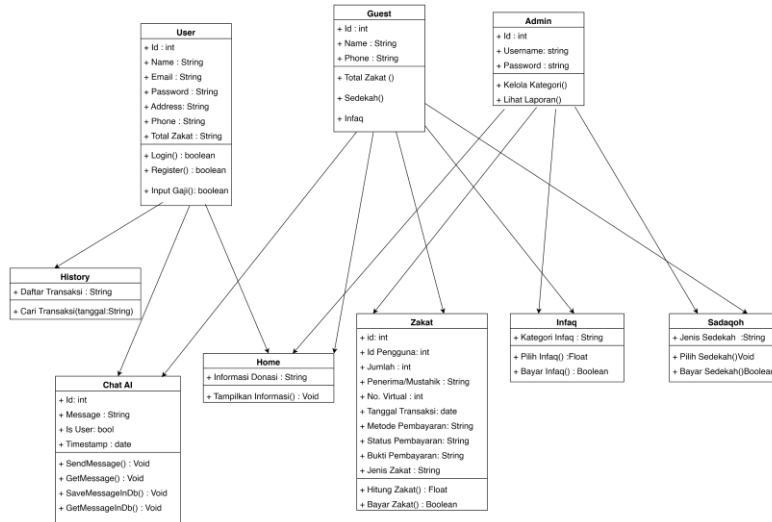 User
+ Id : int
+ Name : String
+ Email : String
+ Password : String
+ Address: String
+ Phone : String
+ Total Zakat : String
+ Login() : boolean
+ Register() : boolean
+ Input Gaji(): boolean
Guest
+ Id : int
+ Name : String
+ Phone : String
+ Total Zakat ()
+ Sedekah()
+ Infaq
Admin
+ Id : int
+ Username: string
+ Password : string
+ Kelola Kategori()
+ Lihat Laporan()
History
+ Daftar Transaksi : String
+ Cari Transaksi(tanggal:String)
Chat AI
+ Id: int
+ Message : String
+ Is User: bool
+ Timestamp : date
+ SendMessage() : Void
+ GetMessage() : Void
+ SaveMessageInDb() : Void
+ GetMessageInDb() : Void
Home
+ Informasi Donasi : String
+ Tampilkan Informasi() : Void
Zakat
+ id: int
+ Id Pengguna: int
+ Jumlah : int
+ Penerima/Mustahik : String
+ No. Virtual : int
+ Tanggal Transaksi: date
+ Metode Pembayaran: String
+ Status Pembayaran: String
+ Bukti Pembayaran: String
+ Jenis Zakat : String
+ Hitung Zakat() : Float
+ Bayar Zakat() : Boolean
Infaq
+ Kategori Infaq : String
+ Pilih Infaq() :Float
+ Bayar Infaq() : Boolean
Sadaqoh
+ Jenis Sedekah :String
+ Pilih Sedekah()Void
+ Bayar Sedekah()Boolean